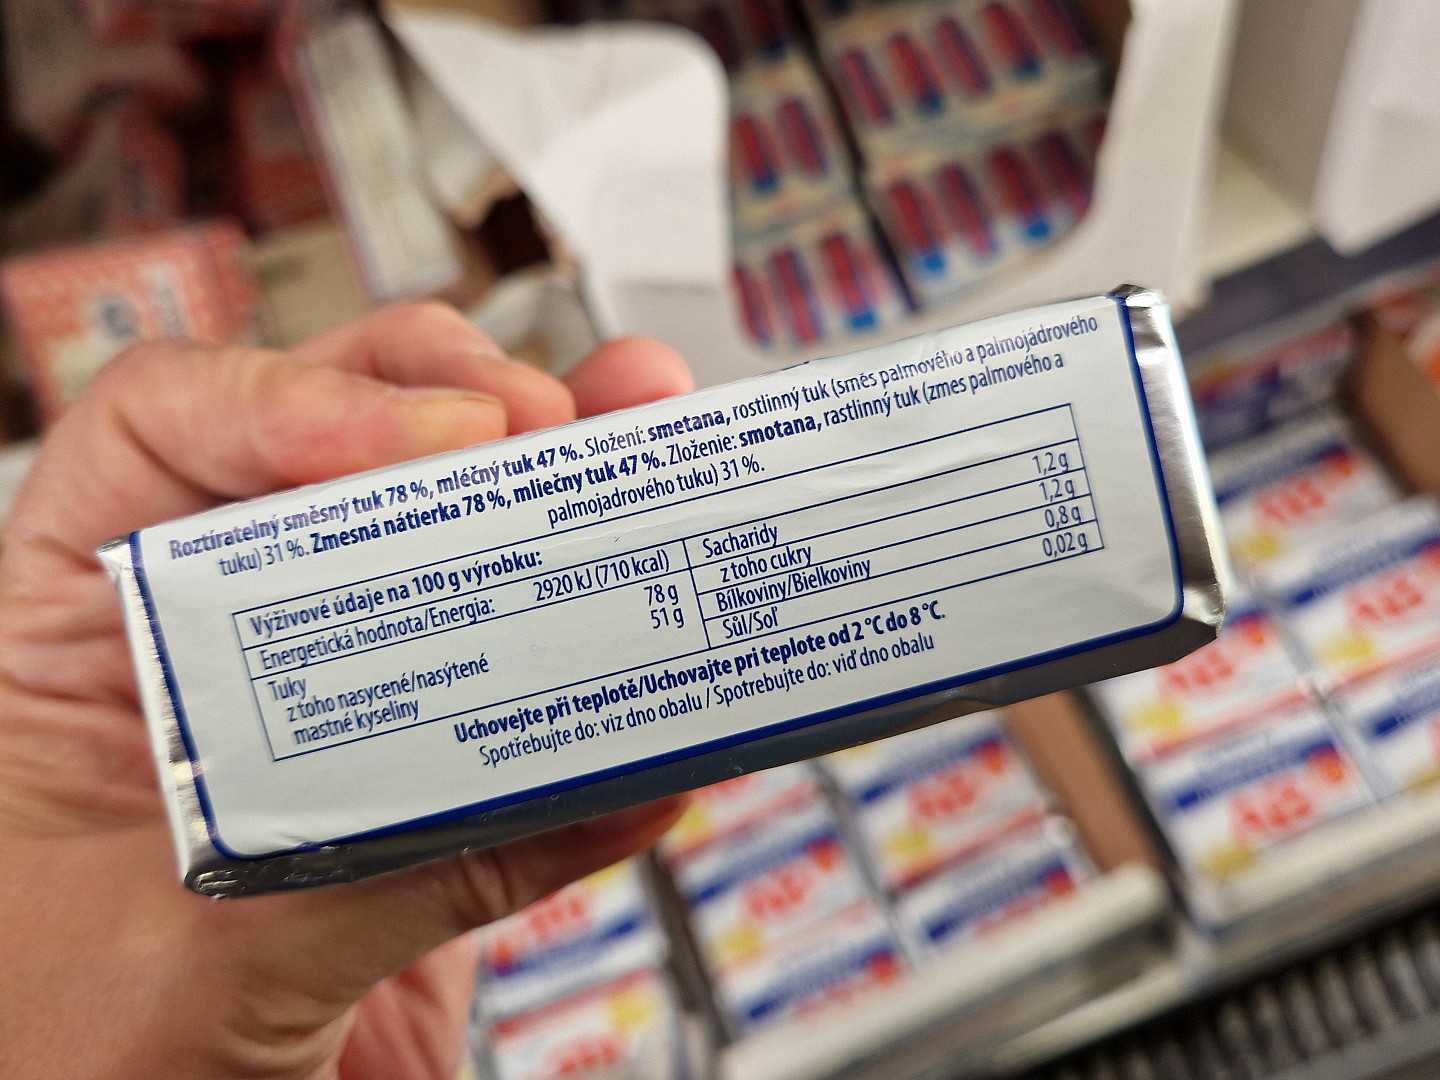 Roztíratelný směsný tuk 78 %, mléčný tuk 47 %. Složení: smetana, rostlinný tuk (směs palmového a palmojádrového
tuku) 31 %. Zmesná nátierka 78 %, mliečny tuk 47 %. Zloženie: smotana, rastlinný tuk (zmes palmového a
palmojadrového tuku) 31 %.
Výživové údaje na 100 g výrobku:
Energetická hodnota/Energia: 2920 kJ (710 kcal)
Tuky 78 g
z toho nasycené/nasýtené 51 g
mastné kyseliny
Sacharidy 1,2 g
z toho cukry 1,2 g
Bílkoviny/Bielkoviny 0,8 g
Sůl/Soľ 0,02 g
Uchovejte při teplotě/Uchovajte pri teplote od 2 °C do 8 °C.
Spotřebujte do: viz dno obalu / Spotrebujte do: viď dno obalu